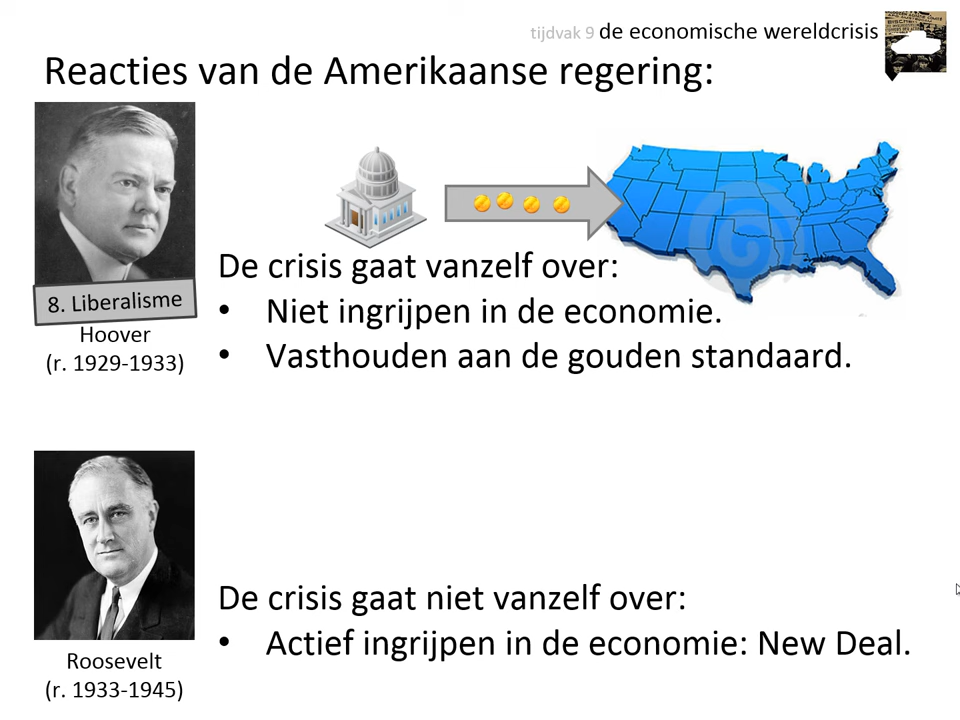 tijdvak 9 de economische wereldcrisis
Reacties van de Amerikaanse regering:
8. Liberalisme
Hoover
(r. 1929-1933)
De crisis gaat vanzelf over:
• Niet ingrijpen in de economie.
• Vasthouden aan de gouden standaard.
Roosevelt
(r. 1933-1945)
De crisis gaat niet vanzelf over:
• Actief ingrijpen in de economie: New Deal.